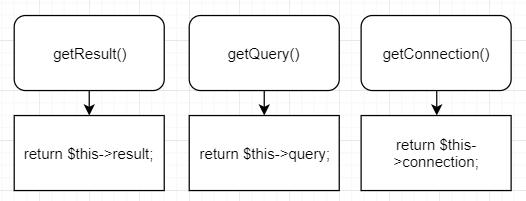 getResult()
getQuery()
getConnection()
return $this->result;
return $this->query;
return $this-
>connection;